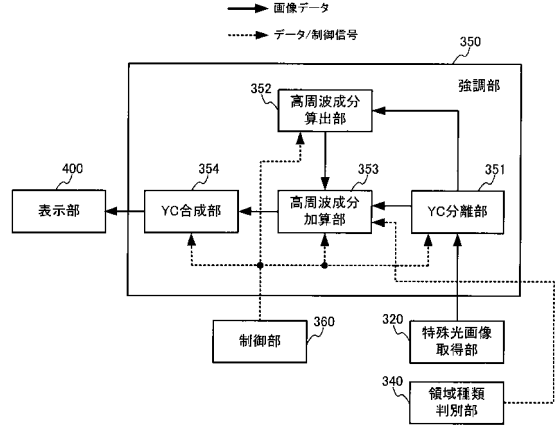 画像データ
データ/制御信号
350
強調部
352
高周波成分
算出部
354
353
351
400
表示部
YC合成部
高周波成分
加算部
YC分離部
制御部
360
320
特殊光画像
取得部
340
領域種類
判別部